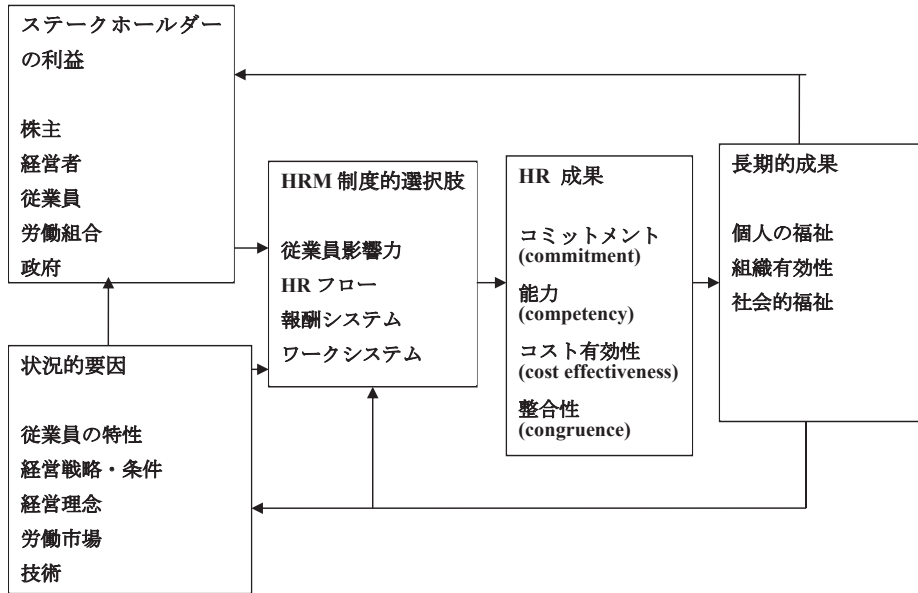 ステークホールダー
の利益
株主
経営者
従業員
労働組合
政府
状況的要因
従業員の特性
経営戦略・条件
経営理念
労働市場
技術
HRM 制度的選択肢
従業員影響力
HR フロー
報酬システム
ワークシステム
HR 成果
コミットメント
(commitment)
能力
(competency)
コスト有効性
(cost effectiveness)
整合性
(congruence)
長期的成果
個人の福祉
組織有効性
社会的福祉